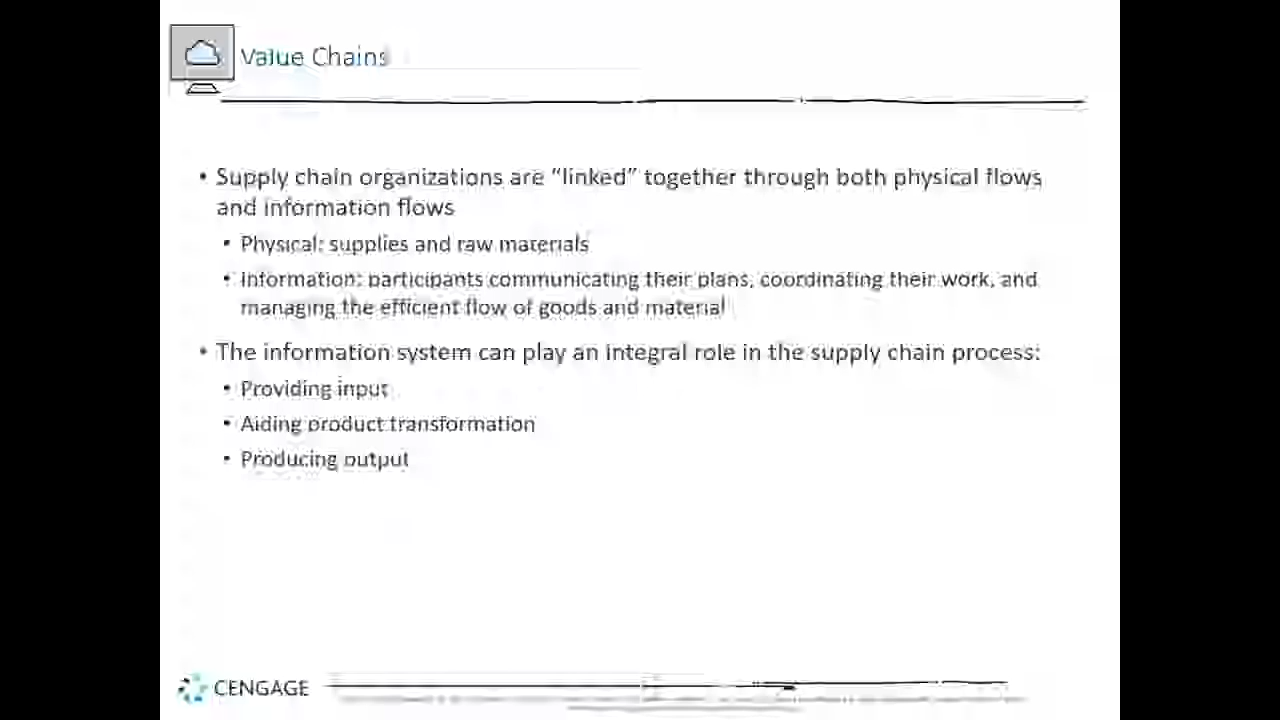 Value Chains
• Supply chain organizations are “linked” together through both physical flows
and information flows
• Physical: supplies and raw materials
• Information: participants communicating their plans, coordinating their work, and
managing the efficient flow of goods and material
• The information system can play an integral role in the supply chain process:
• Providing input
• Aiding product transformation
• Producing output
CENGAGE